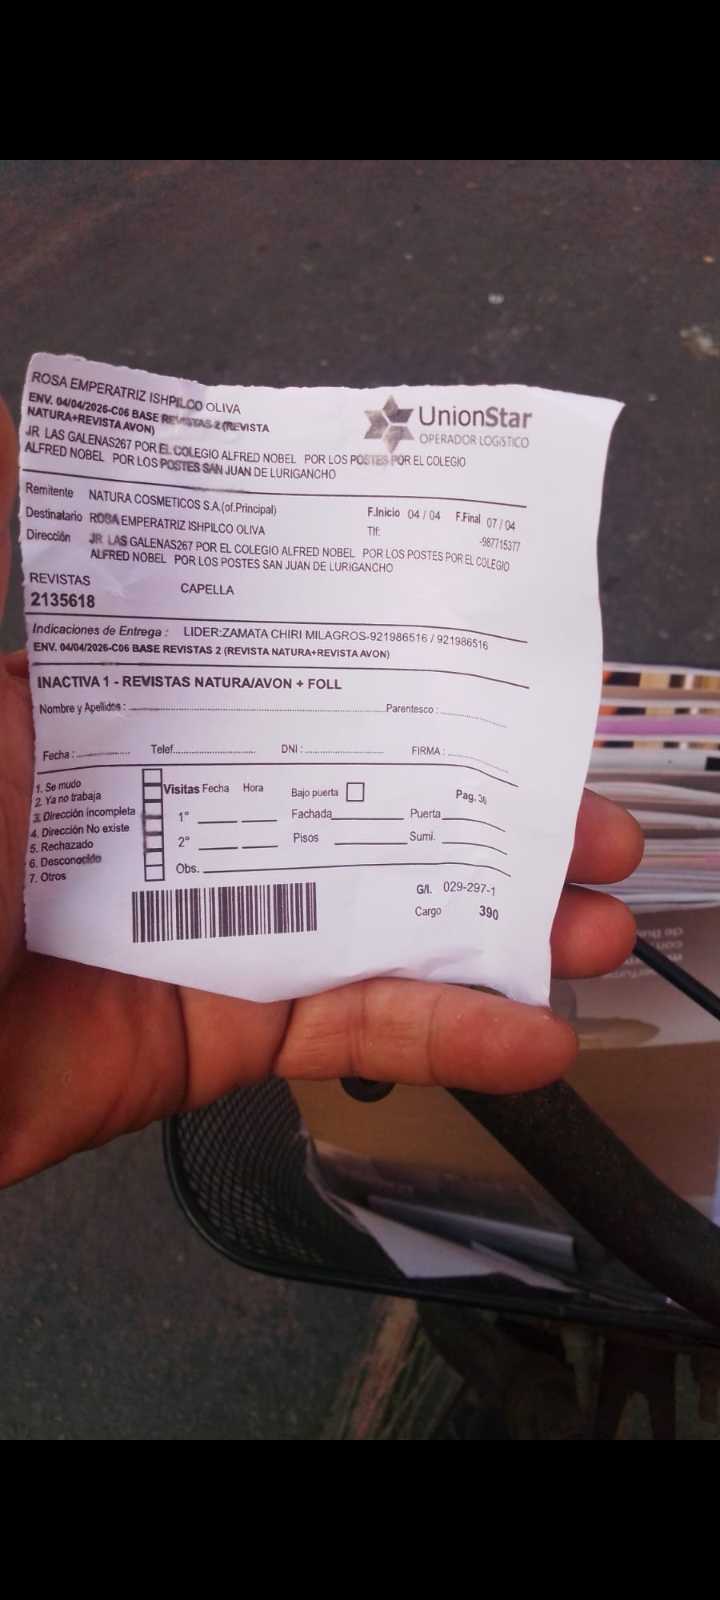 ROSA EMPERATRIZ ISHPILCO OLIVA
ENV. 04/04/2026-C06 BASE REVISTAS 2 (REVISTA
NATURA+REVISTA AVON)
JR LAS GALENAS267 POR EL COLEGIO ALFRED NOBEL POR LOS POSTES POR EL COLEGIO
ALFRED NOBEL POR LOS POSTES SAN JUAN DE LURIGANCHO
UnionStar
OPERADOR LOGíSTICO
Remitente NATURA COSMETICOS S.A.(of.Principal)
F.Inicio 04 / 04 F.Final 07 / 04
Destinatario ROSA EMPERATRIZ ISHPILCO OLIVA
Tlf: -987715377
Dirección JR LAS GALENAS267 POR EL COLEGIO ALFRED NOBEL POR LOS POSTES POR EL COLEGIO
ALFRED NOBEL POR LOS POSTES SAN JUAN DE LURIGANCHO
REVISTAS CAPELLA
2135618
Indicaciones de Entrega : LIDER:ZAMATA CHIRI MILAGROS-921986516 / 921986516
ENV. 04/04/2026-C06 BASE REVISTAS 2 (REVISTA NATURA+REVISTA AVON)
INACTIVA 1 - REVISTAS NATURA/AVON + FOLL
Nombre y Apellidos : Parentesco :
Fecha : Telef. DNI : FIRMA :
1. Se mudo
2. Ya no trabaja
3. Dirección incompleta
4. Dirección No existe
5. Rechazado
6. Desconocido
7. Otros
Visitas Fecha Hora Bajo puerta Pag. 36
1° Fachada Puerta
2° Pisos Sumi.
Obs.
G/I. 029-297-1
Cargo 390